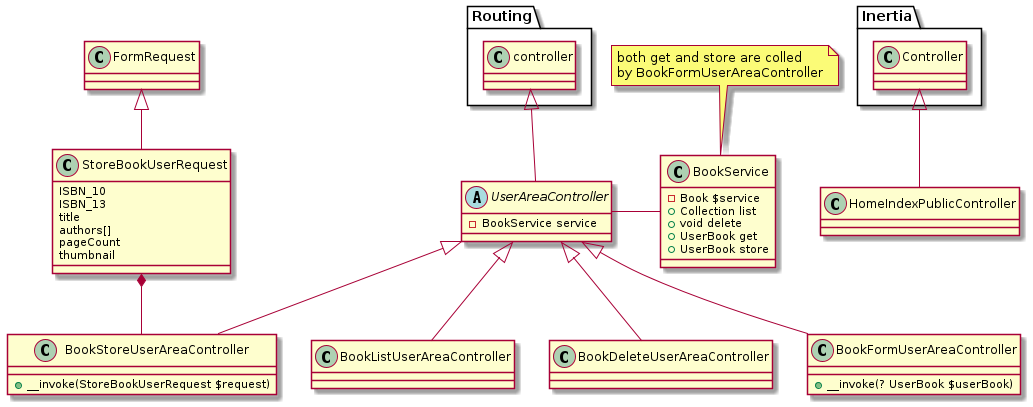 Routing
Inertia
C FormRequest
C controller
both get and store are colled
by BookFormUserAreaController
C Controller
C StoreBookUserRequest
ISBN_10
ISBN_13
title
authors[]
pageCount
thumbnail
A UserAreaController
BookService service
C BookService
Book $service
Collection list
void delete
UserBook get
UserBook store
C HomeIndexPublicController
C BookStoreUserAreaController
__invoke(StoreBookUserRequest $request)
C BookListUserAreaController
C BookDeleteUserAreaController
C BookFormUserAreaController
__invoke(? UserBook $userBook)